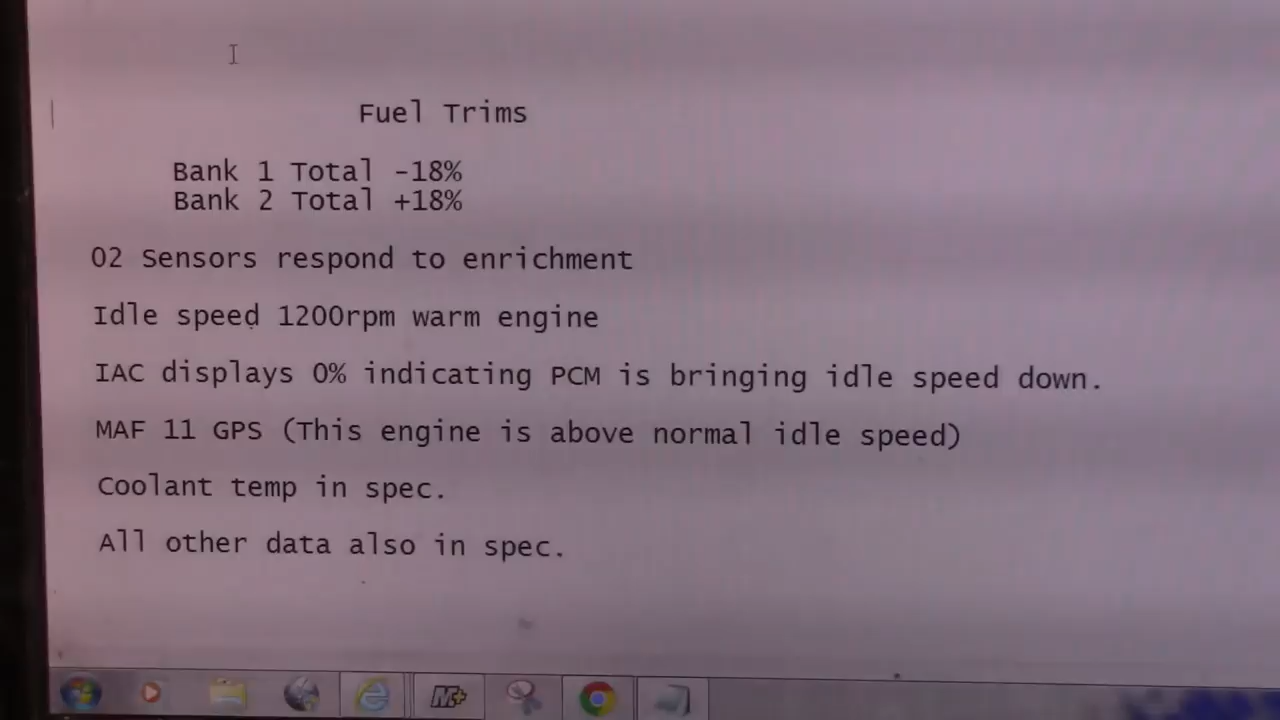 Fuel Trims
Bank 1 Total -18%
Bank 2 Total +18%
O2 Sensors respond to enrichment
Idle speed 1200rpm warm engine
IAC displays 0% indicating PCM is bringing idle speed down.
MAF 11 GPS (This engine is above normal idle speed)
Coolant temp in spec.
All other data also in spec.
M+